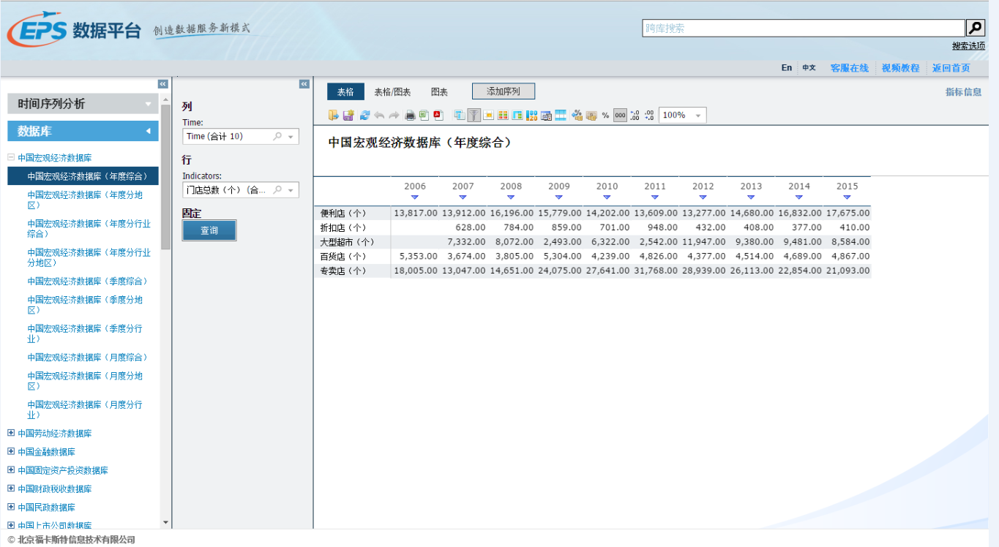 EPS 数据平台 创造数据服务新模式
跨库搜索
搜索选项
En 中文 客服在线 视频教程 返回首页
时间序列分析
数据库
中国宏观经济数据库
中国宏观经济数据库（年度综合）
中国宏观经济数据库（年度分地
区）
中国宏观经济数据库（年度分行业
综合）
中国宏观经济数据库（年度分行业
分地区）
中国宏观经济数据库（季度综合）
中国宏观经济数据库（季度分地
区）
中国宏观经济数据库（季度分行
业）
中国宏观经济数据库（月度综合）
中国宏观经济数据库（月度分地
区）
中国宏观经济数据库（月度分行
业）
中国劳动经济数据库
中国金融数据库
中国固定资产投资数据库
中国财政税收数据库
中国民政数据库
中国上市公司数据库
列
Time:
Time (合计 10)
行
Indicators:
门店总数（个）(合...
固定
查询
表格 表格/图表 图表 添加序列 指标信息
% 000 100%
中国宏观经济数据库（年度综合）
2006 2007 2008 2009 2010 2011 2012 2013 2014 2015
便利店（个） 13,817.00 13,912.00 16,196.00 15,779.00 14,202.00 13,609.00 13,277.00 14,680.00 16,832.00 17,675.00
折扣店（个） 628.00 784.00 859.00 701.00 948.00 432.00 408.00 377.00 410.00
大型超市（个） 7,332.00 8,072.00 2,493.00 6,322.00 2,542.00 11,947.00 9,380.00 9,481.00 8,584.00
百货店（个） 5,353.00 3,674.00 3,805.00 5,304.00 4,239.00 4,826.00 4,377.00 4,514.00 4,689.00 4,867.00
专卖店（个） 18,005.00 13,047.00 14,651.00 24,075.00 27,641.00 31,768.00 28,939.00 26,113.00 22,854.00 21,093.00
© 北京福卡斯特信息技术有限公司